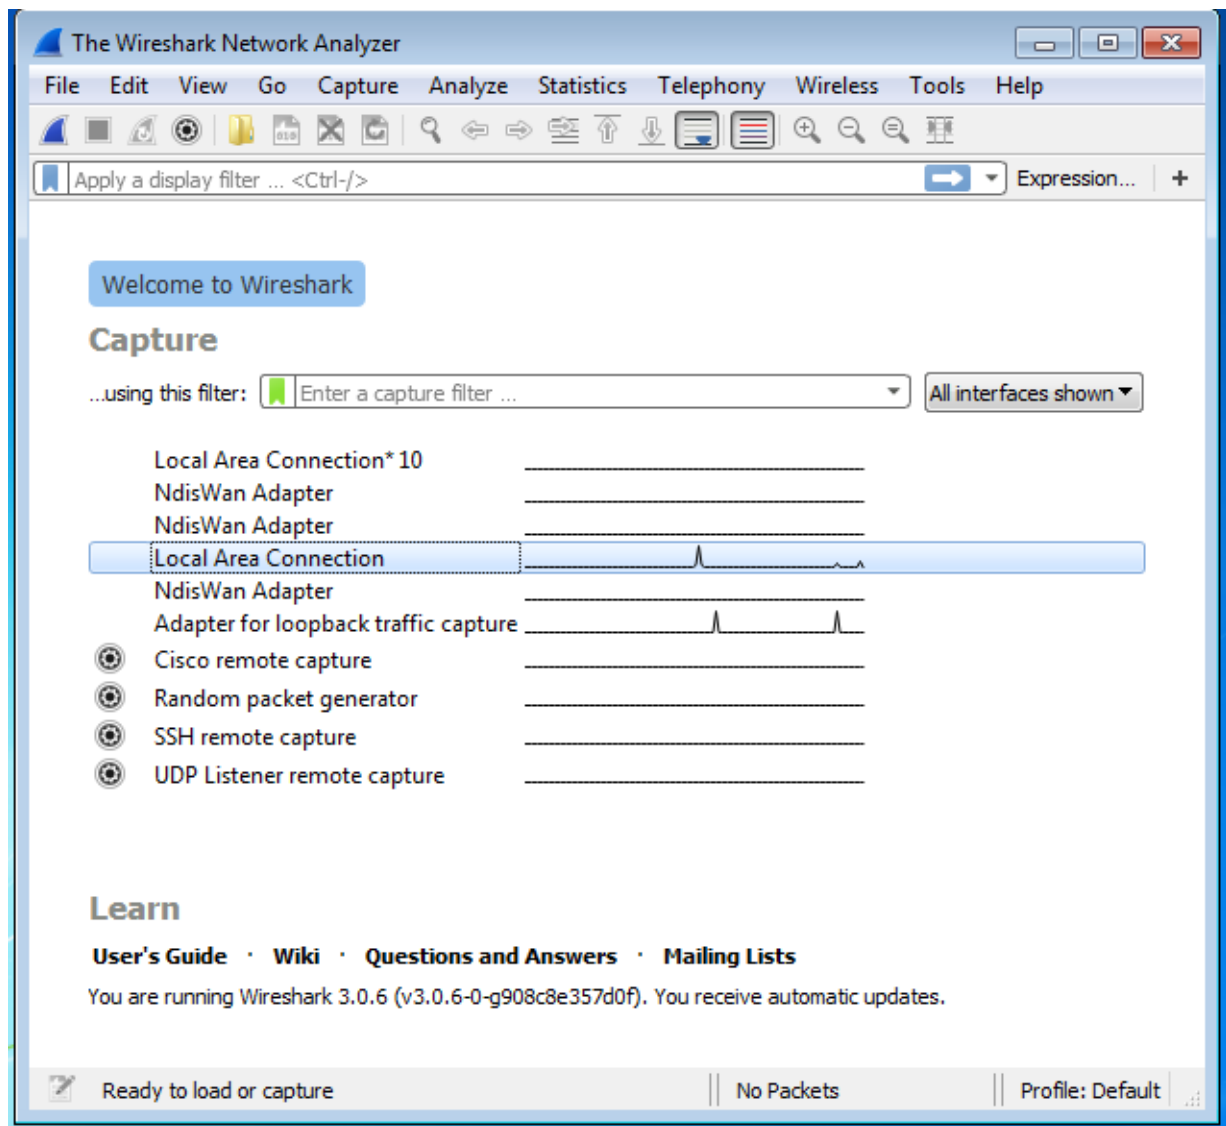 The Wireshark Network Analyzer
File Edit View Go Capture Analyze Statistics Telephony Wireless Tools Help
Apply a display filter ... <Ctrl-/> Expression... +
Welcome to Wireshark
Capture
...using this filter: Enter a capture filter ... All interfaces shown
Local Area Connection* 10
NdisWan Adapter
NdisWan Adapter
Local Area Connection
NdisWan Adapter
Adapter for loopback traffic capture
Cisco remote capture
Random packet generator
SSH remote capture
UDP Listener remote capture
Learn
User's Guide · Wiki · Questions and Answers · Mailing Lists
You are running Wireshark 3.0.6 (v3.0.6-0-g908c8e357d0f). You receive automatic updates.
Ready to load or capture No Packets Profile: Default